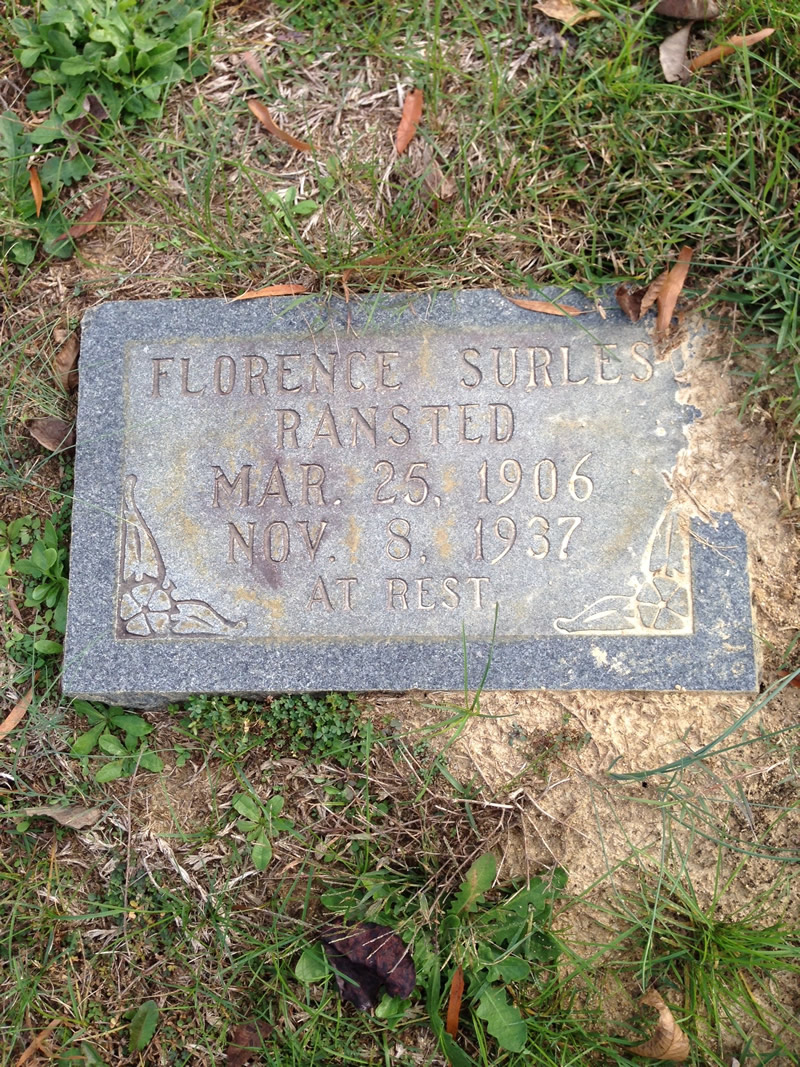 FLORENCE SURLES
RANSTED
MAR. 25, 1906
NOV. 8, 1937
AT REST